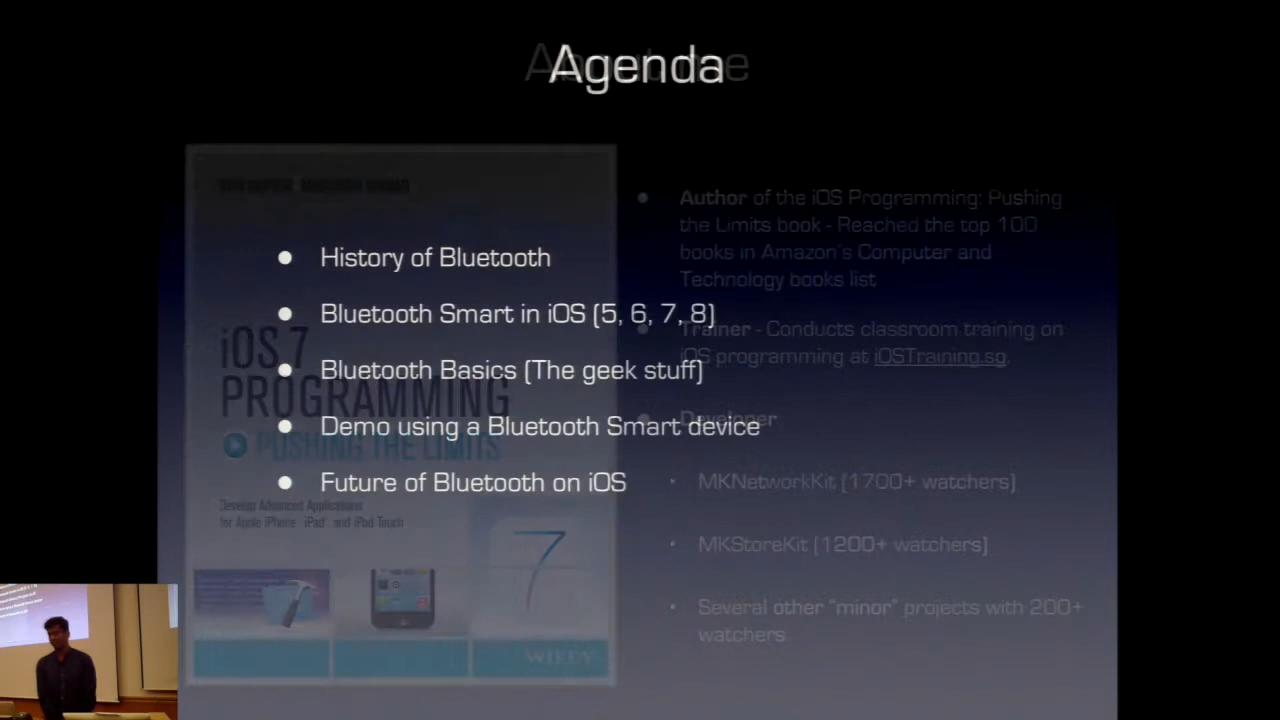 About me
Agenda
History of Bluetooth
Bluetooth Smart in iOS (5, 6, 7, 8)
Bluetooth Basics (The geek stuff)
Demo using a Bluetooth Smart device
Future of Bluetooth on iOS
iOS 7
PROGRAMMING
PUSHING THE LIMITS
Develop Advanced Applications
for Apple iPhone, iPad, and iPod Touch
7
WILEY
Author of the iOS Programming: Pushing
the Limits book - Reached the top 100
books in Amazon's Computer and
Technology books list
Trainer - Conducts classroom training on
iOS programming at iOSTraining.sg.
Developer
MKNetworkKit (1700+ watchers)
MKStoreKit (1200+ watchers)
Several other "minor" projects with 200+
watchers